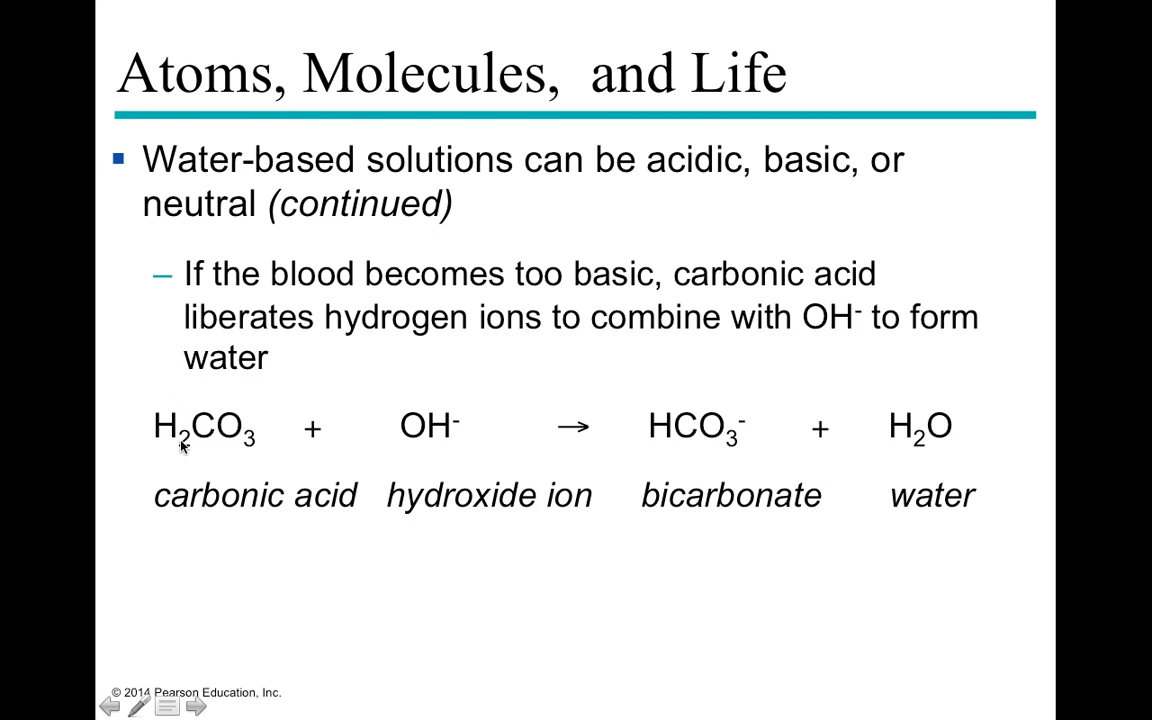 Atoms, Molecules,  and Life
▪ Water-based solutions can be acidic, basic, or
neutral (continued)
– If the blood becomes too basic, carbonic acid
liberates hydrogen ions to combine with OH⁻ to form
water
H₂CO₃ + OH⁻ → HCO₃⁻ + H₂O
carbonic acid hydroxide ion bicarbonate water
© 2014 Pearson Education, Inc.